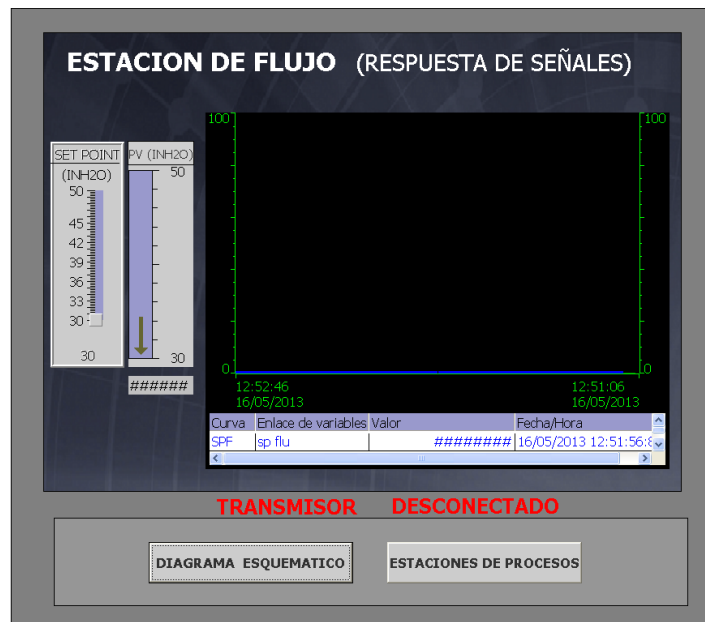 ESTACION DE FLUJO (RESPUESTA DE SEÑALES)
100 100
SET POINT PV (INH2O)
(INH2O) 50
50
45
42
39
36
33
30
30 30
######
0 0
12:52:46 12:51:06
16/05/2013 16/05/2013
Curva Enlace de variables Valor Fecha/Hora
SPF sp flu ######## 16/05/2013 12:51:56:
TRANSMISOR DESCONECTADO
DIAGRAMA ESQUEMATICO ESTACIONES DE PROCESOS